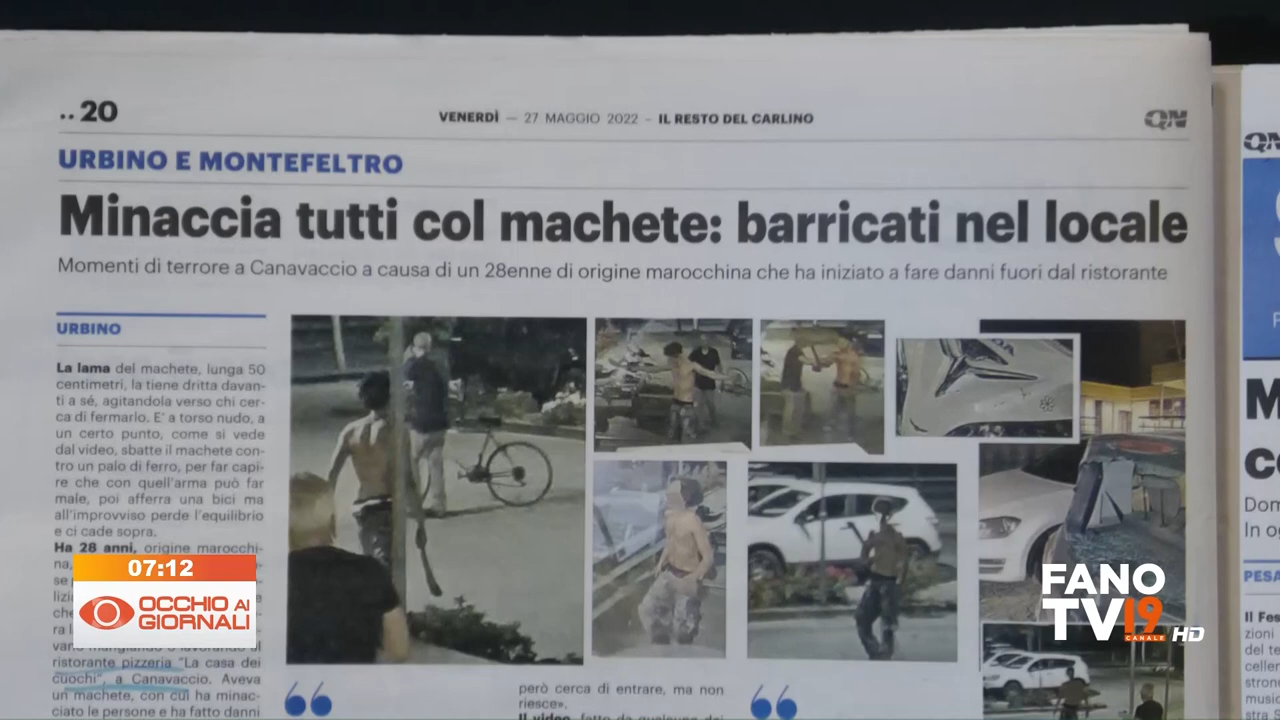 .. 20
VENERDÌ — 27 MAGGIO 2022 – IL RESTO DEL CARLINO
QN
URBINO E MONTEFELTRO
Minaccia tutti col machete: barricati nel locale
Momenti di terrore a Canavaccio a causa di un 28enne di origine marocchina che ha iniziato a fare danni fuori dal ristorante
URBINO
La lama del machete, lunga 50
centimetri, la tiene dritta davan-
ti a sé, agitandola verso chi cer-
ca di fermarlo. E' a torso nudo, a
un certo punto, come si vede
dal video, sbatte il machete con-
tro un palo di ferro, per far capi-
re che con quell'arma può far
male, poi afferra una bici ma
all'improvviso perde l'equilibrio
e ci cade sopra.
Ha 28 anni, origine marocchi-
na,
07:12
OCCHIO AI
GIORNALI
ristorante pizzeria "La casa dei
cuochi", a Canavaccio. Aveva
un machete, con cui ha minac-
ciato le persone e ha fatto danni
però cerca di entrare, ma non
riesce».
Il video, fatto da qualcuno dei
FANO
TV19
CANALE
HD
QN
M
Don
In
PESA
Il Fes
zioni
del te
celler
stron
music
stra